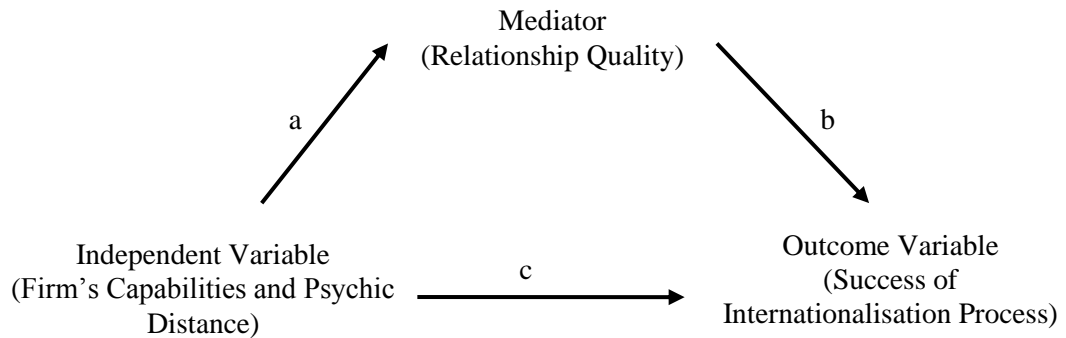 Mediator
(Relationship Quality)
a
b
Independent Variable
(Firm’s Capabilities and Psychic
Distance)
c
Outcome Variable
(Success of
Internationalisation Process)